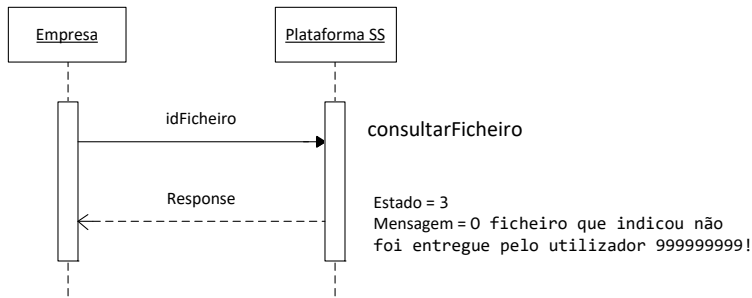 Empresa
Plataforma SS
idFicheiro
consultarFicheiro
Response
Estado = 3
Mensagem = O ficheiro que indicou não
foi entregue pelo utilizador 999999999!